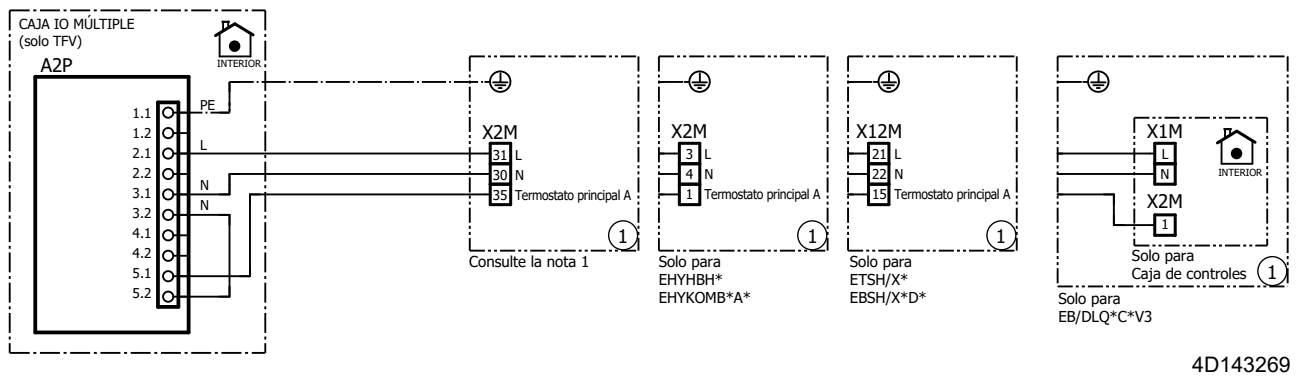 CAJA IO MÚLTIPLE
(solo TFV)
INTERIOR
A2P
1.1
1.2
2.1
2.2
3.1
3.2
4.1
4.2
5.1
5.2
PE
L
N
N
X2M
31 L
30 N
35 Termostato principal A
1
Consulte la nota 1
X2M
3 L
4 N
1 Termostato principal A
1
Solo para
EHYHBH*
EHYKOMB*A*
X12M
21 L
22 N
15 Termostato principal A
1
Solo para
ETSH/X*
EBSH/X*D*
X1M
L
N
INTERIOR
X2M
1
Solo para
Caja de controles
1
Solo para
EB/DLQ*C*V3
4D143269